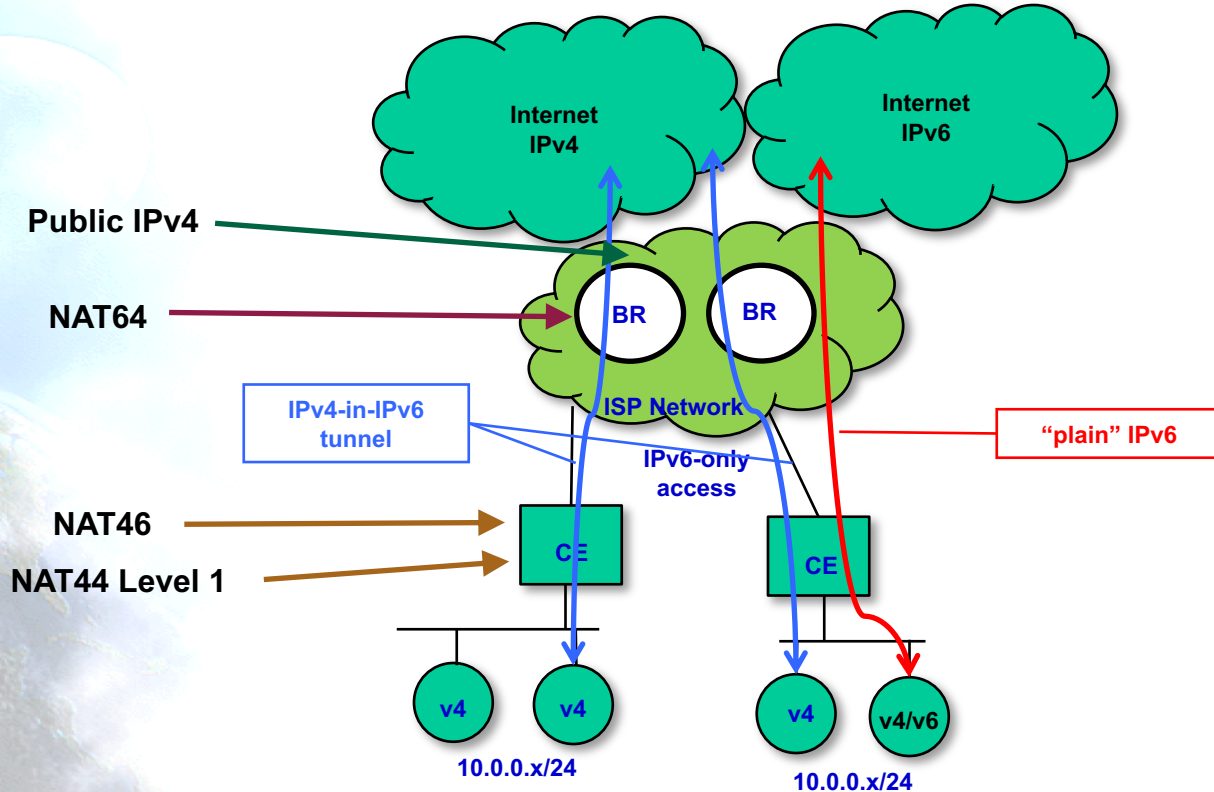 Internet
IPv4
Internet
IPv6
Public IPv4
NAT64
BR
BR
IPv4-in-IPv6
tunnel
ISP Network
“plain” IPv6
IPv6-only
access
NAT46
NAT44 Level 1
CE
CE
v4
v4
v4
v4/v6
10.0.0.x/24
10.0.0.x/24